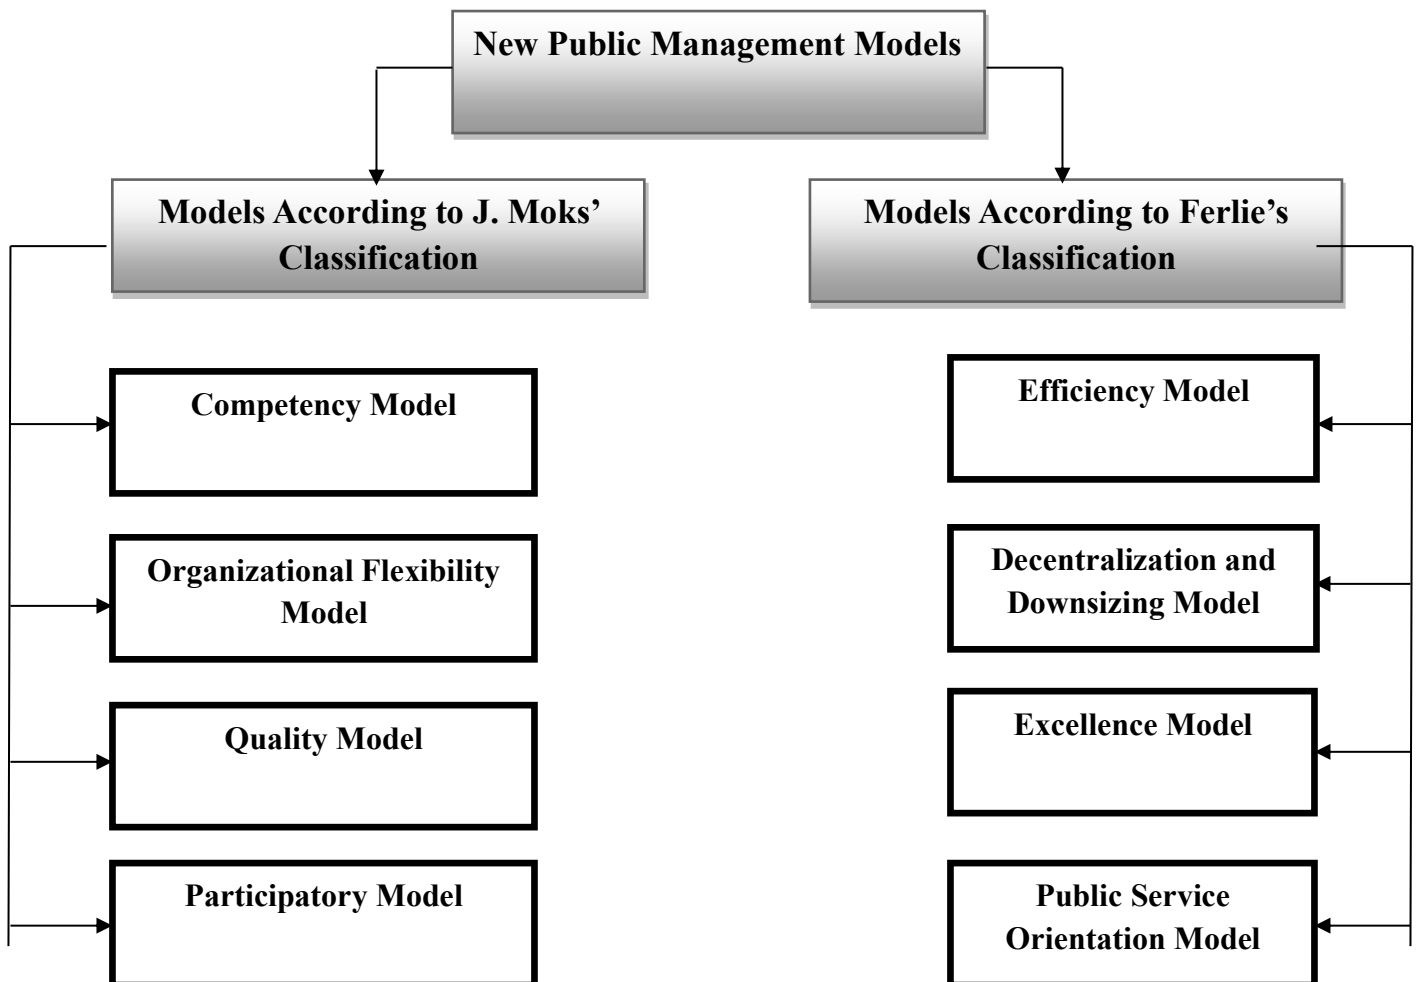 New Public Management Models
Models According to J. Moks’
Classification
Models According to Ferlie’s
Classification
Competency Model
Organizational Flexibility
Model
Quality Model
Participatory Model
Efficiency Model
Decentralization and
Downsizing Model
Excellence Model
Public Service
Orientation Model